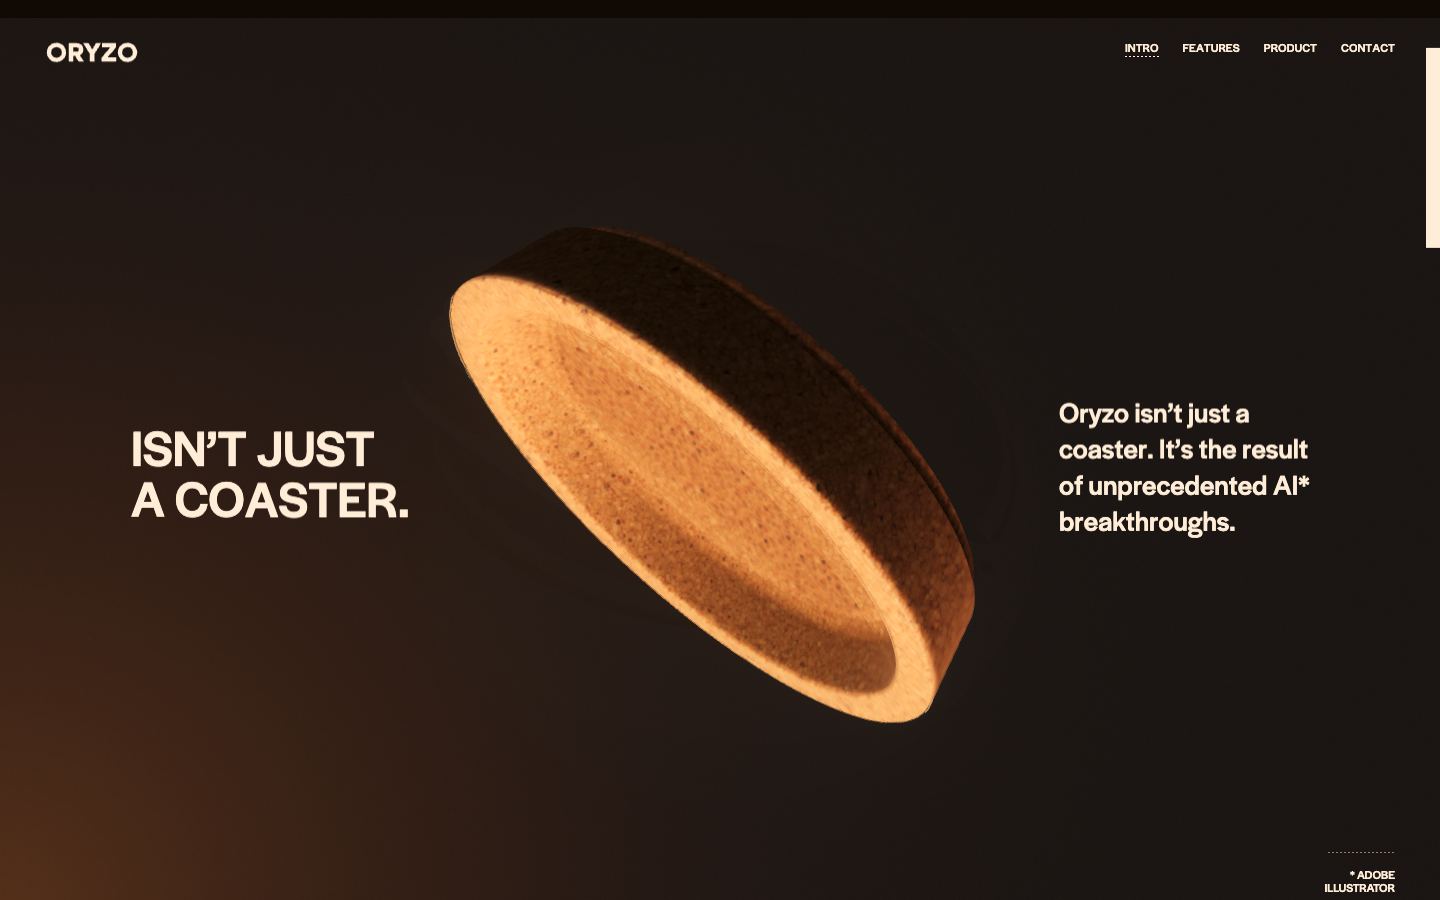 ORYZO
INTRO FEATURES PRODUCT CONTACT
ISN’T JUST
A COASTER.
Oryzo isn’t just a
coaster. It’s the result
of unprecedented AI*
breakthroughs.
* ADOBE
ILLUSTRATOR